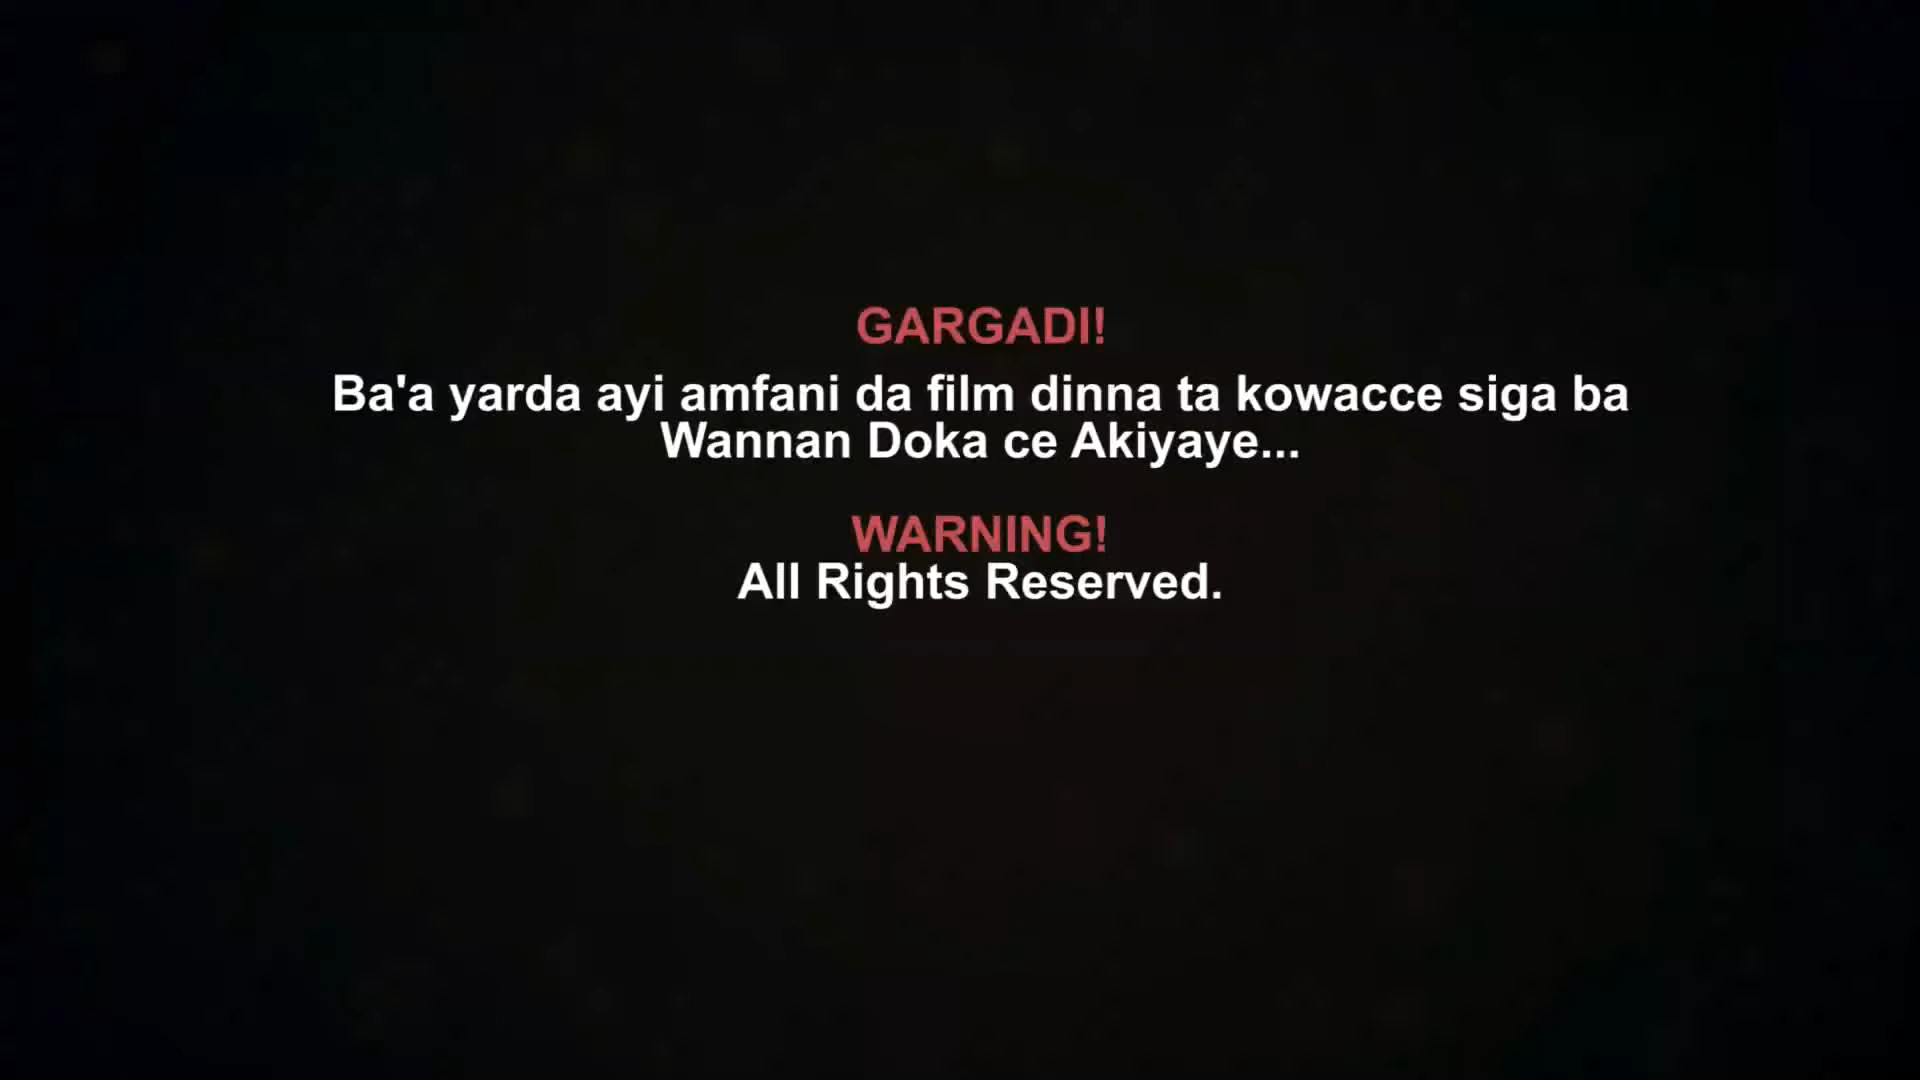 GARGADI!
Ba'a yarda ayi amfani da film dinna ta kowacce siga ba
Wannan Doka ce Akiyaye...
WARNING!
All Rights Reserved.